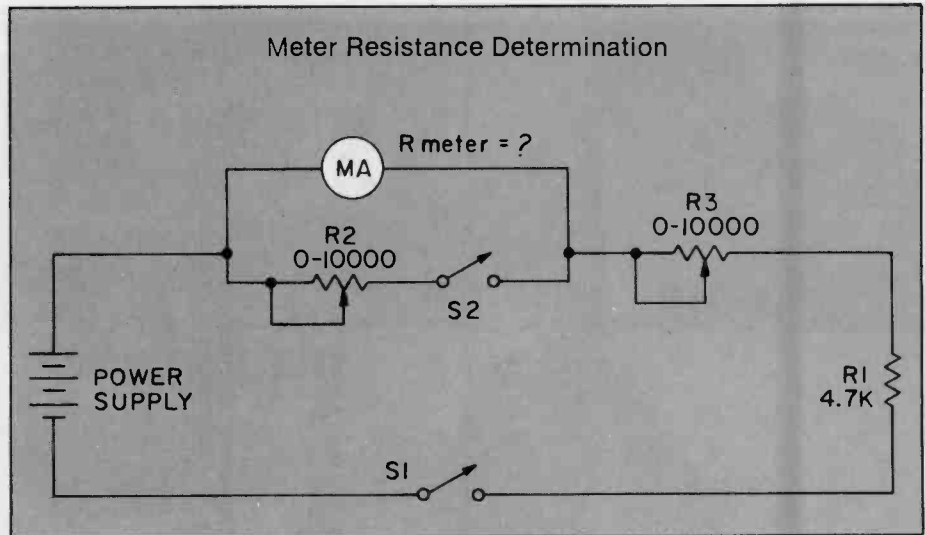 Meter Resistance Determination
R meter = ?
MA
R2
0-10000
S2
R3
0-10000
POWER
SUPPLY
R1
4.7K
S1